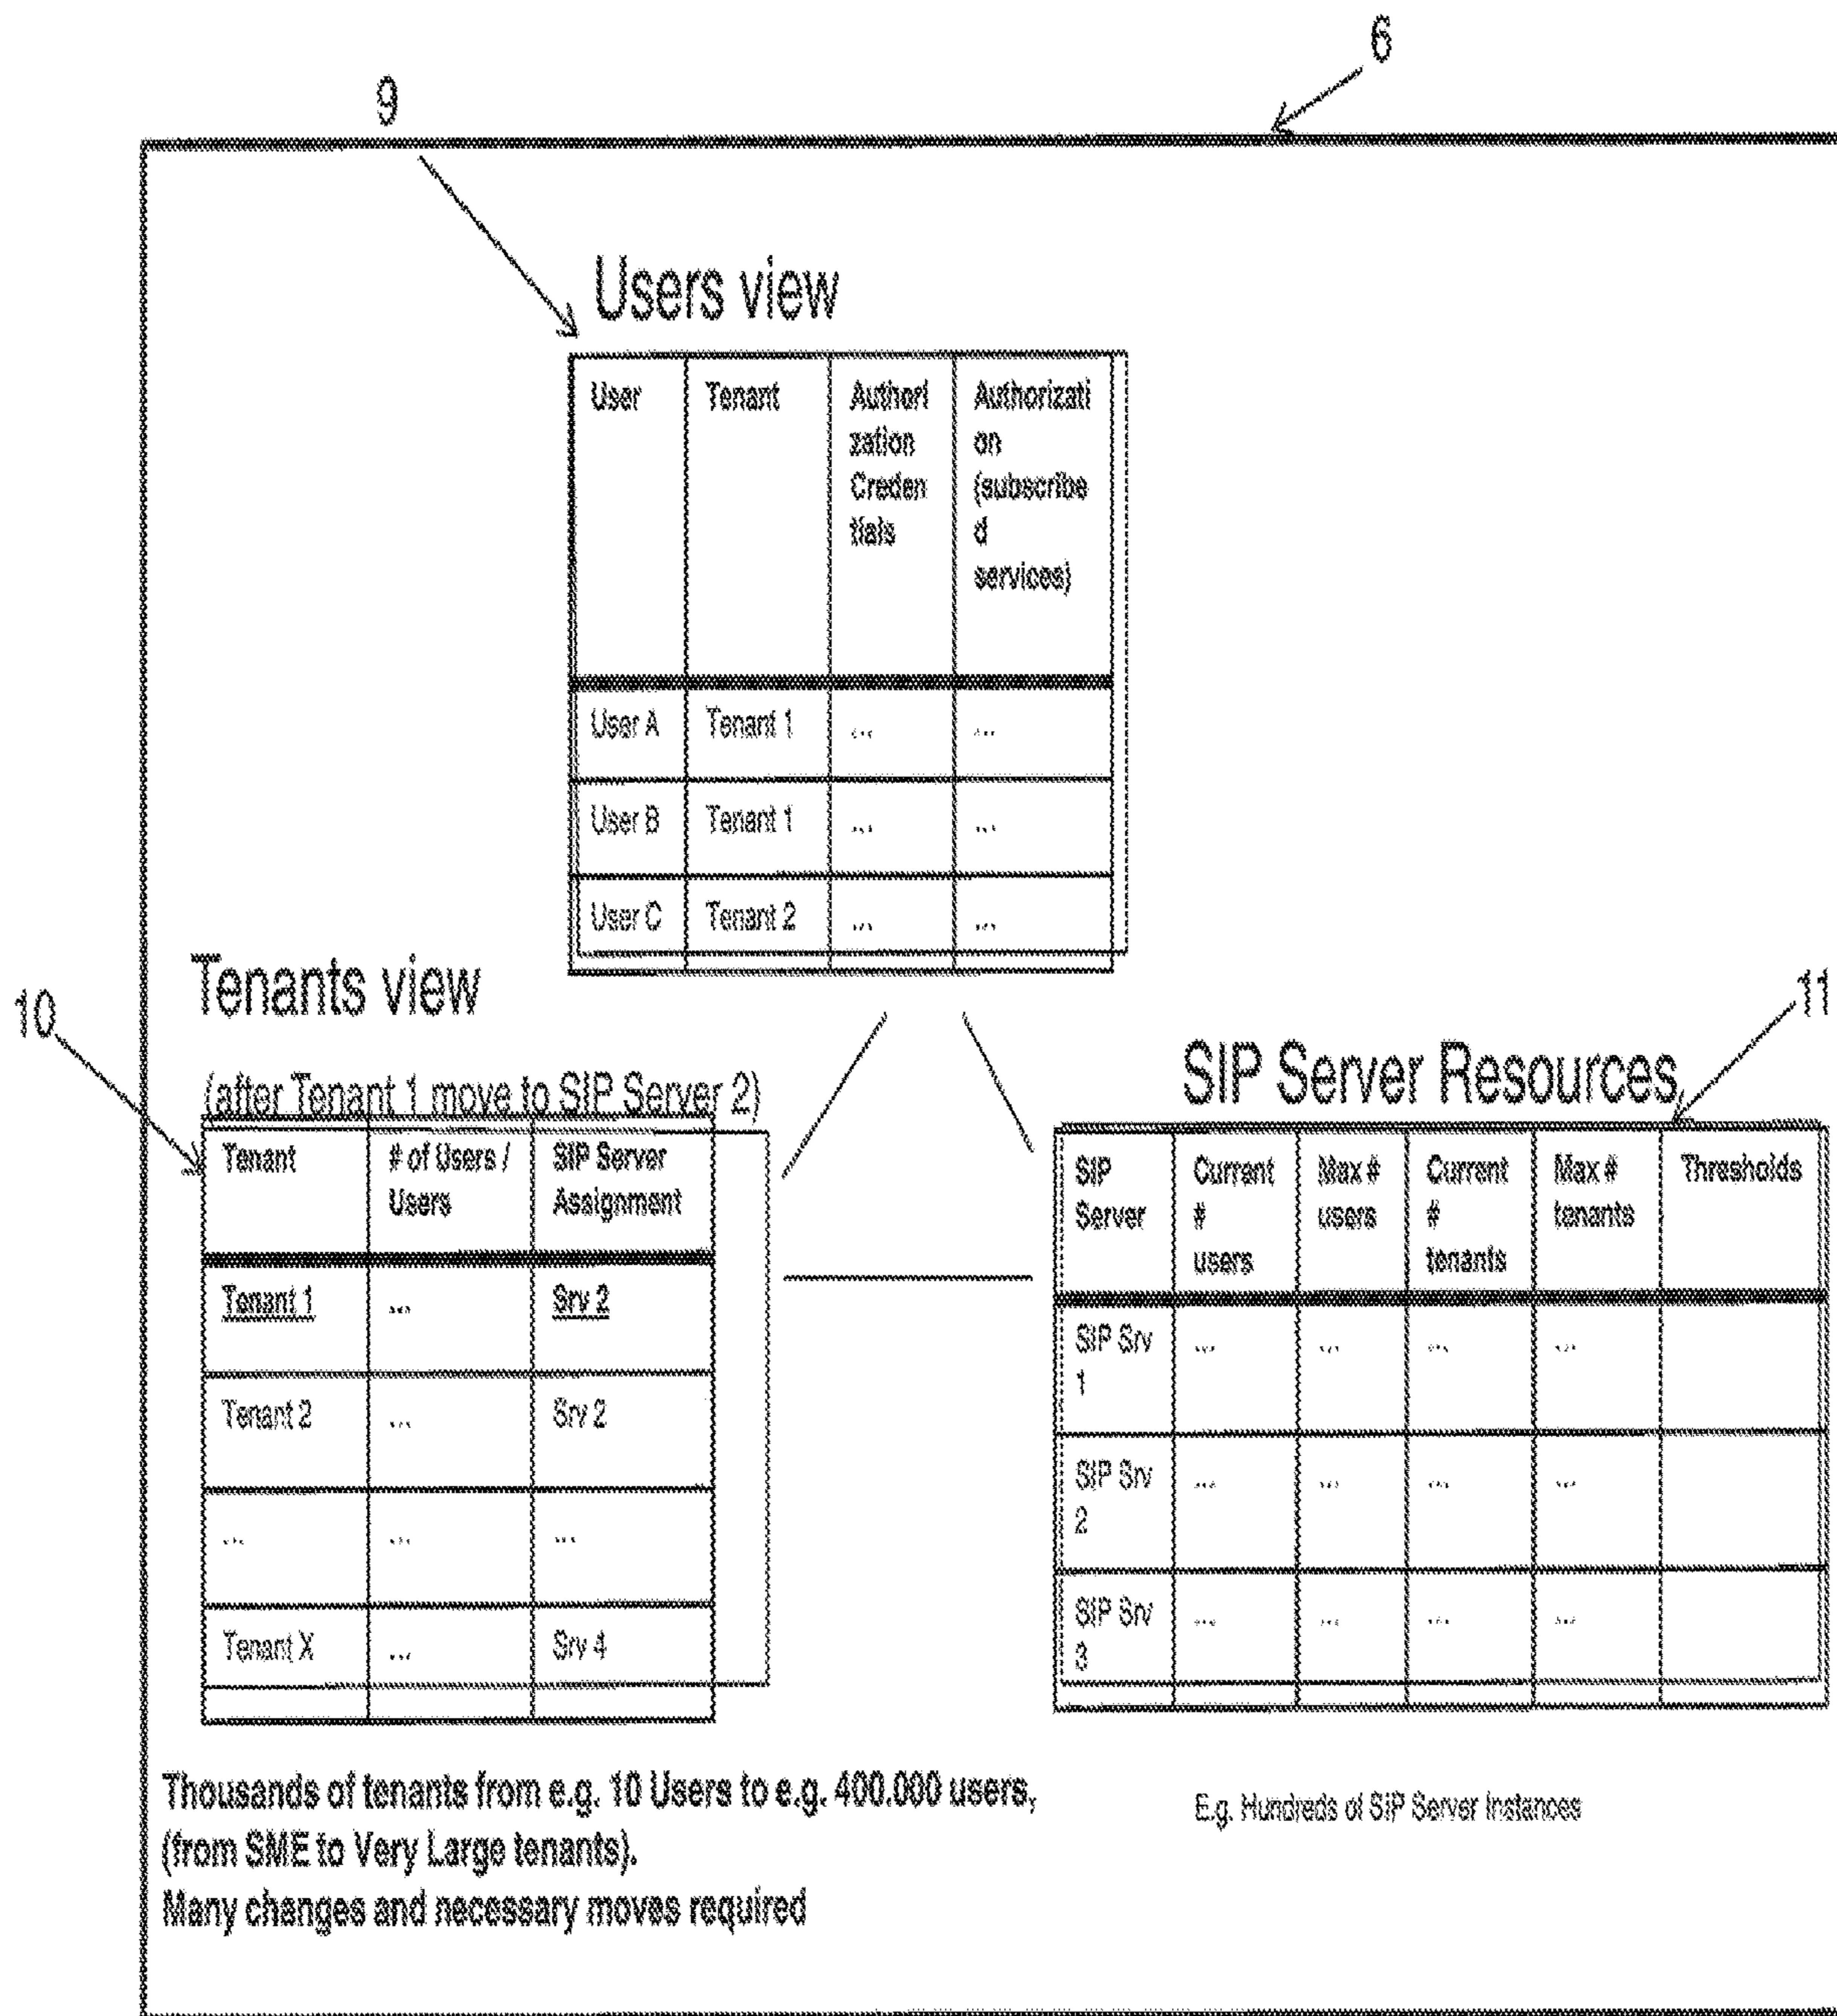 6
9
Users view
User Tenant Authori Authorizati
zation on
Creden (subscribe
tials d
services)
User A Tenant 1 ... ...
User B Tenant 1 ... ...
User C Tenant 2 ... ...
Tenants view
10
11
(after Tenant 1 move to SIP Server 2)
SIP Server Resources
Tenant # of Users / SIP Server
Users Assignment
Tenant 1 ... Srv 2
Tenant 2 ... Srv 2
... ... ...
Tenant X ... Srv 4
SIP Current Max # Current Max # Thresholds
Server # users # tenants
users tenants
SIP Srv ... ... ... ...
1
SIP Srv ... ... ... ...
2
SIP Srv ... ... ... ...
3
Thousands of tenants from e.g. 10 Users to e.g. 400.000 users,
(from SME to Very Large tenants).
Many changes and necessary moves required
E.g. Hundreds of SIP Server Instances